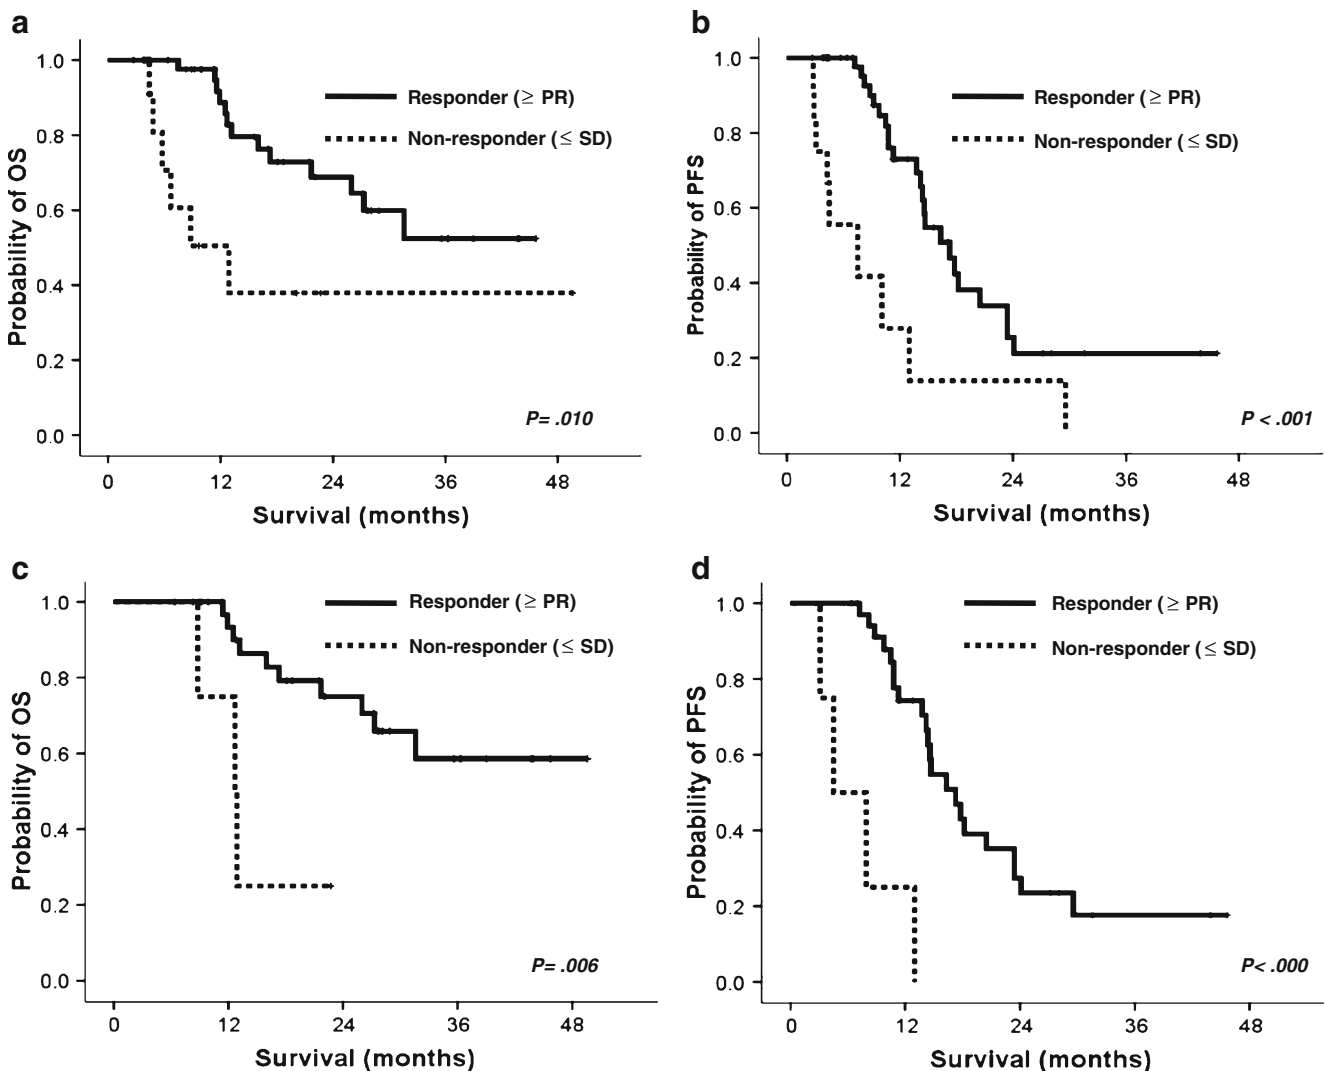 a
1.0
0.8
0.6
0.4
0.2
0.0
Probability of OS
Responder (≥ PR)
Non-responder (≤ SD)
P= .010
0 12 24 36 48
Survival (months)
b
1.0
0.8
0.6
0.4
0.2
0.0
Probability of PFS
Responder (≥ PR)
Non-responder (≤ SD)
P < .001
0 12 24 36 48
Survival (months)
c
1.0
0.8
0.6
0.4
0.2
0.0
Probability of OS
Responder (≥ PR)
Non-responder (≤ SD)
P= .006
0 12 24 36 48
Survival (months)
d
1.0
0.8
0.6
0.4
0.2
0.0
Probability of PFS
Responder (≥ PR)
Non-responder (≤ SD)
P< .000
0 12 24 36 48
Survival (months)